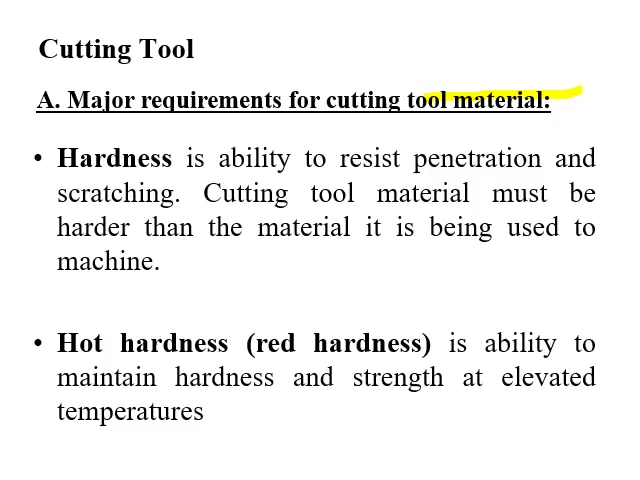 Cutting Tool
A. Major requirements for cutting tool material:
• Hardness is ability to resist penetration and
scratching. Cutting tool material must be
harder than the material it is being used to
machine.
• Hot hardness (red hardness) is ability to
maintain hardness and strength at elevated
temperatures